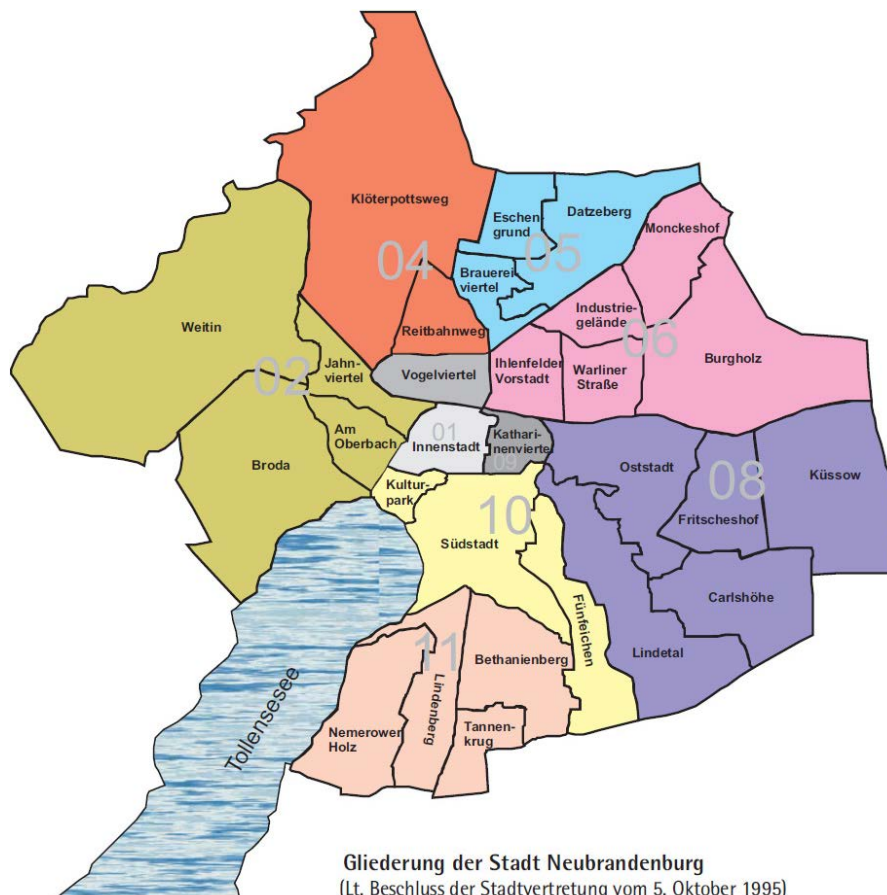 Klöterpottsweg
04
Reitbahnweg
Eschen-
grund
Datzeberg
05
Brauerei
viertel
Monckeshof
Industrie-
gelände
06
Burgholz
Ihlenfelder
Vorstadt
Warliner
Straße
Weitin
02
Jahn-
viertel
Am
Oberbach
Broda
Vogelviertel
01
Innenstadt
Kathari-
nenviertel
09
Oststadt
08
Küssow
Fritscheshof
Carlshöhe
Lindetal
Kultur-
park
10
Südstadt
Fünfeichen
11
Bethanienberg
Lindenberg
Nemerower
Holz
Tannen-
krug
Tollensesee
Gliederung der Stadt Neubrandenburg
(Lt. Beschluss der Stadtvertretung vom 5. Oktober 1995)